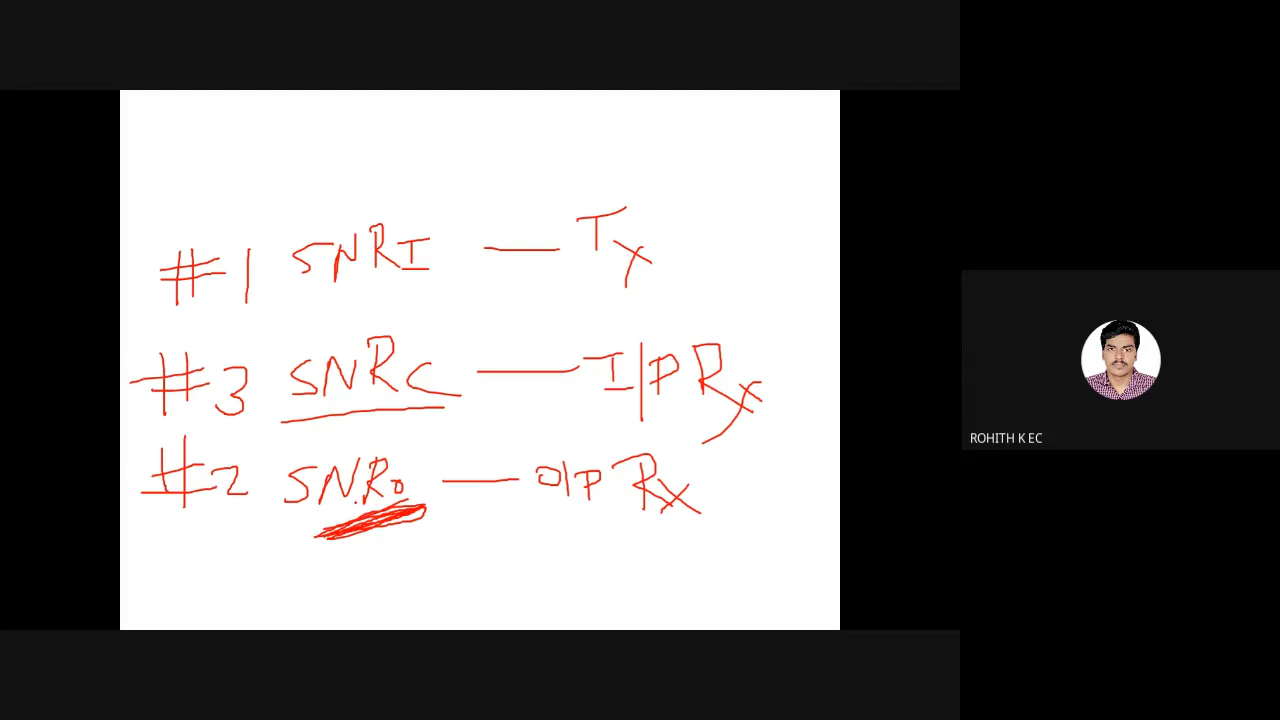 #1 SNRI — Tx
#3 SNRC — I/P Rx
#2 SNRO — O/P Rx
ROHITH K EC